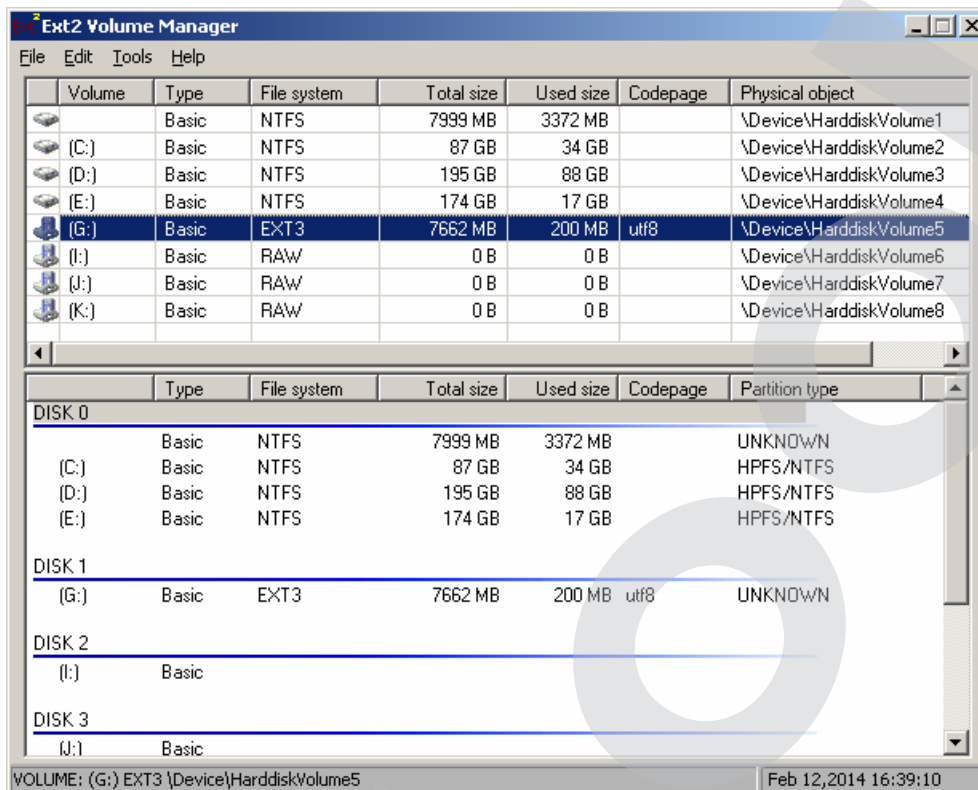 Ext2 Volume Manager
File Edit Tools Help
Volume Type File system Total size Used size Codepage Physical object
Basic NTFS 7999 MB 3372 MB \Device\HarddiskVolume1
(C:) Basic NTFS 87 GB 34 GB \Device\HarddiskVolume2
(D:) Basic NTFS 195 GB 88 GB \Device\HarddiskVolume3
(E:) Basic NTFS 174 GB 17 GB \Device\HarddiskVolume4
(G:) Basic EXT3 7662 MB 200 MB utf8 \Device\HarddiskVolume5
(I:) Basic RAW 0 B 0 B \Device\HarddiskVolume6
(J:) Basic RAW 0 B 0 B \Device\HarddiskVolume7
(K:) Basic RAW 0 B 0 B \Device\HarddiskVolume8
Type File system Total size Used size Codepage Partition type
DISK 0
Basic NTFS 7999 MB 3372 MB UNKNOWN
(C:) Basic NTFS 87 GB 34 GB HPFS/NTFS
(D:) Basic NTFS 195 GB 88 GB HPFS/NTFS
(E:) Basic NTFS 174 GB 17 GB HPFS/NTFS
DISK 1
(G:) Basic EXT3 7662 MB 200 MB utf8 UNKNOWN
DISK 2
(I:) Basic
DISK 3
(J:) Basic
VOLUME: (G:) EXT3 \Device\HarddiskVolume5 Feb 12,2014 16:39:10